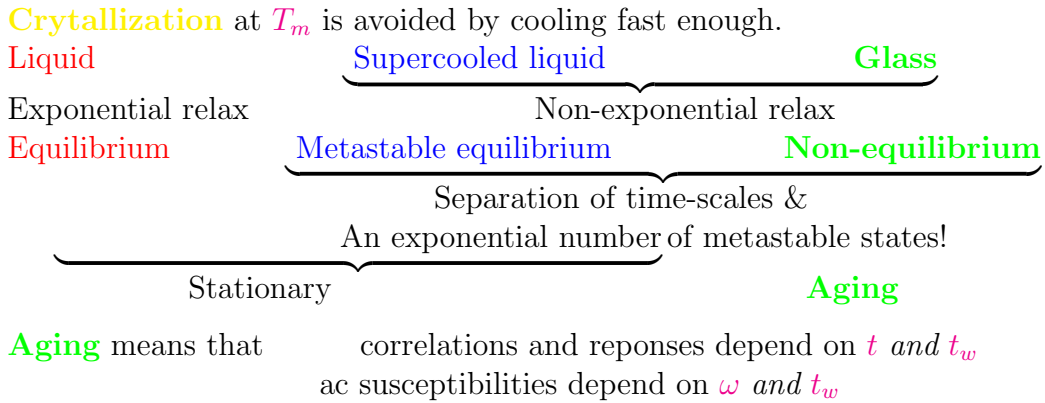 Crytallization at Tₘ is avoided by cooling fast enough.
Liquid Supercooled liquid Glass
Exponential relax Non-exponential relax
Equilibrium Metastable equilibrium Non-equilibrium
Separation of time-scales &
An exponential number of metastable states!
Stationary Aging
Aging means that correlations and reponses depend on t and t_w
ac susceptibilities depend on ω and t_w